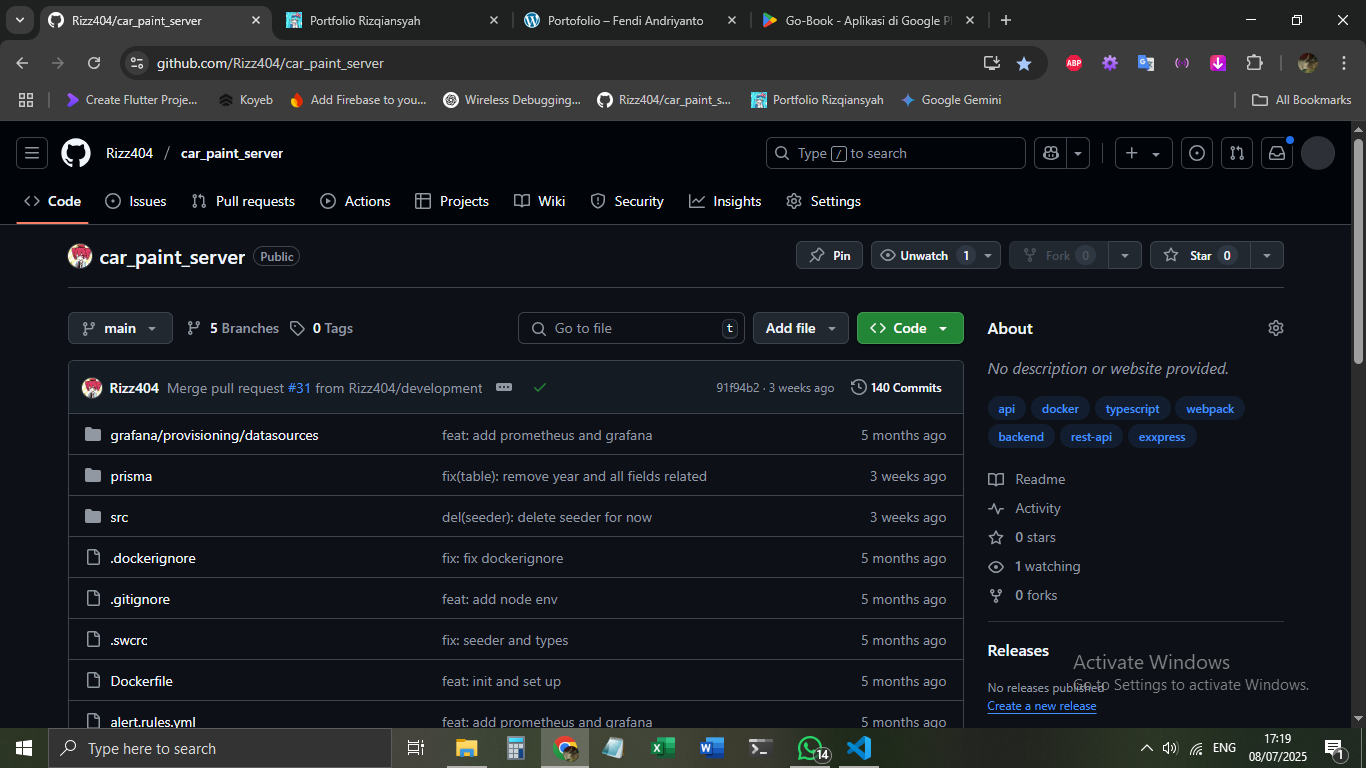 Rizz404/car_paint_server
Portfolio Rizqiansyah
Portofolio – Fendi Andriyanto
Go-Book - Aplikasi di Google Pl
github.com/Rizz404/car_paint_server
ABP
Create Flutter Proje...
Koyeb
Add Firebase to you...
Wireless Debugging...
Rizz404/car_paint_s...
Portfolio Rizqiansyah
Google Gemini
All Bookmarks
Rizz404 / car_paint_server
Type / to search
Code
Issues
Pull requests
Actions
Projects
Wiki
Security
Insights
Settings
car_paint_server Public
Pin
Unwatch 1
Fork 0
Star 0
main
5 Branches
0 Tags
Go to file t
Add file
Code
About
No description or website provided.
api docker typescript webpack
backend rest-api exxpress
Readme
Activity
0 stars
1 watching
0 forks
Releases
No releases published
Create a new release
Rizz404 Merge pull request #31 from Rizz404/development 91f94b2 · 3 weeks ago 140 Commits
grafana/provisioning/datasources feat: add prometheus and grafana 5 months ago
prisma fix(table): remove year and all fields related 3 weeks ago
src del(seeder): delete seeder for now 3 weeks ago
.dockerignore fix: fix dockerignore 5 months ago
.gitignore feat: add node env 5 months ago
.swcrc fix: seeder and types 5 months ago
Dockerfile feat: init and set up 5 months ago
alert.rules.yml feat: add prometheus and grafana 5 months ago
Activate Windows
Go to Settings to activate Windows.
Type here to search
14
ENG
17:19
08/07/2025
1